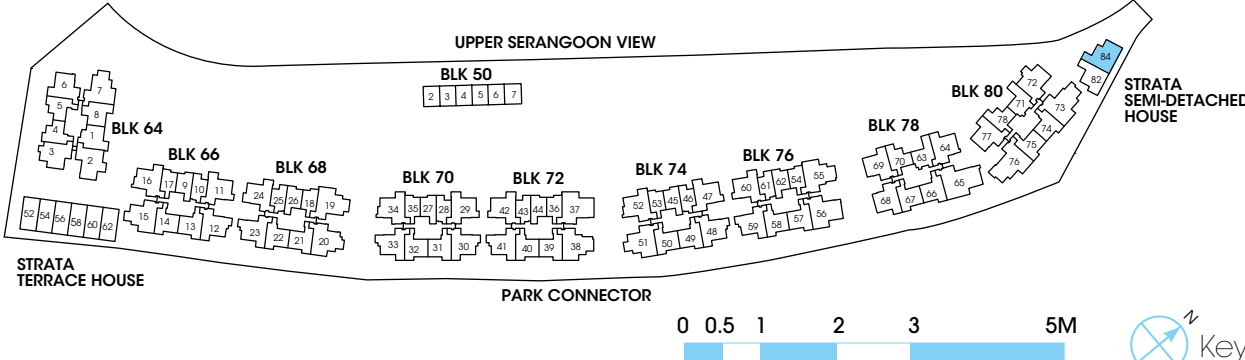 UPPER SERANGOON VIEW
BLK 50
2 3 4 5 6 7
84
82
STRATA
SEMI-DETACHED
HOUSE
BLK 80
72
71
73
78
77
74
75
76
6
7
5
8
4
1
3
2
BLK 64
BLK 78
69 70 63 64
68 67 66 65
BLK 66
16 17 9 10 11
15 14 13 12
BLK 68
24 25 26 18 19
23 22 21 20
BLK 70
34 35 27 28 29
33 32 31 30
BLK 72
42 43 44 36 37
41 40 39 38
BLK 74
52 53 45 46 47
51 50 49 48
BLK 76
60 61 62 54 55
59 58 57 56
52 54 56 58 60 62
STRATA
TERRACE HOUSE
PARK CONNECTOR
0 0.5 1 2 3 5M
N
Key